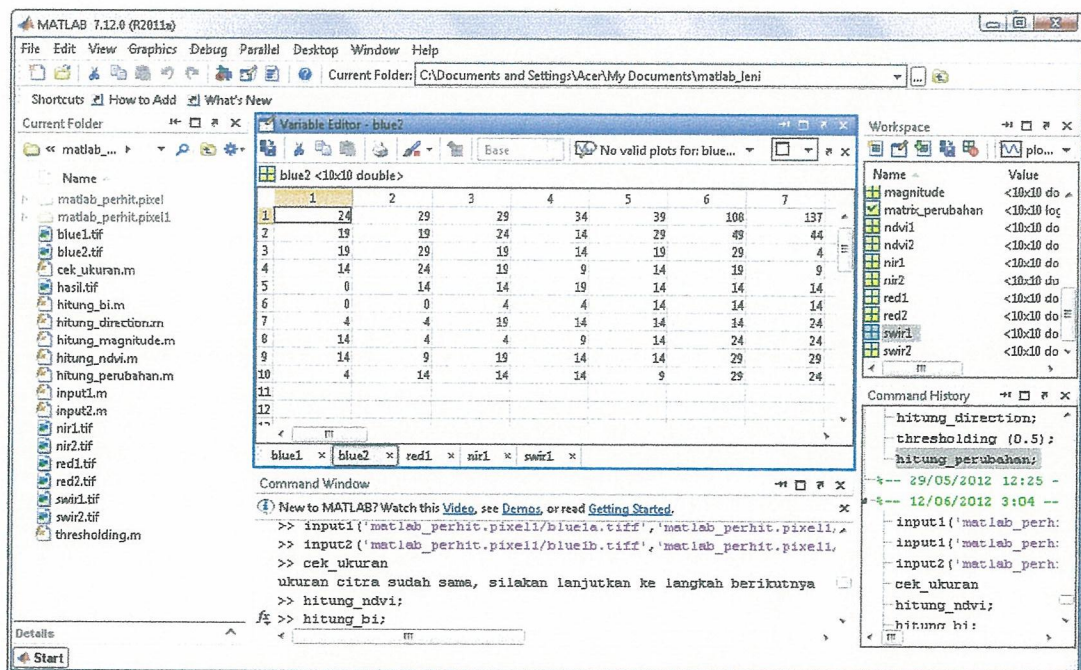 MATLAB 7.12.0 (R2011a)
File Edit View Graphics Debug Parallel Desktop Window Help
Current Folder: C:\Documents and Settings\Acer\My Documents\matlab_leni
Shortcuts How to Add What's New
Current Folder
« matlab_...
Name
matlab_perhit.pixel
matlab_perhit.pixel1
blue1.tif
blue2.tif
cek_ukuran.m
hasil.tif
hitung_bi.m
hitung_direction.m
hitung_magnitude.m
hitung_ndvi.m
hitung_perubahan.m
input1.m
input2.m
nir1.tif
nir2.tif
red1.tif
red2.tif
swir1.tif
swir2.tif
thresholding.m
Details
Start
Variable Editor - blue2
Base No valid plots for: blue...
blue2 <10x10 double>
1 2 3 4 5 6 7
1 24 29 29 34 39 108 137
2 19 19 24 14 29 49 44
3 19 29 19 14 19 29 4
4 14 24 19 9 14 19 9
5 0 14 14 19 14 14 14
6 0 0 4 4 14 14 14
7 4 4 19 14 14 14 24
8 14 4 4 9 14 24 24
9 14 9 19 14 14 29 29
10 4 14 14 14 9 29 24
11
12
blue1 blue2 red1 nir1 swir1
Command Window
New to MATLAB? Watch this Video, see Demos, or read Getting Started.
>> input1('matlab_perhit.pixel1/blue1a.tiff','matlab_perhit.pixel1,
>> input2('matlab_perhit.pixel1/blue1b.tiff','matlab_perhit.pixel1,
>> cek_ukuran
ukuran citra sudah sama, silakan lanjutkan ke langkah berikutnya
>> hitung_ndvi;
fx >> hitung_bi;
Workspace
plo...
Name Value
magnitude <10x10 do
matrix_perubahan <10x10 log
ndvi1 <10x10 do
ndvi2 <10x10 do
nir1 <10x10 do
nir2 <10x10 do
red1 <10x10 do
red2 <10x10 do
swir1 <10x10 do
swir2 <10x10 do
Command History
hitung_direction;
thresholding (0.5);
hitung_perubahan;
%-- 29/05/2012 12:25 --
%-- 12/06/2012 3:04 --
input1('matlab_perh:
input1('matlab_perh:
input2('matlab_perh:
cek_ukuran
hitung_ndvi;
hitung_bi;